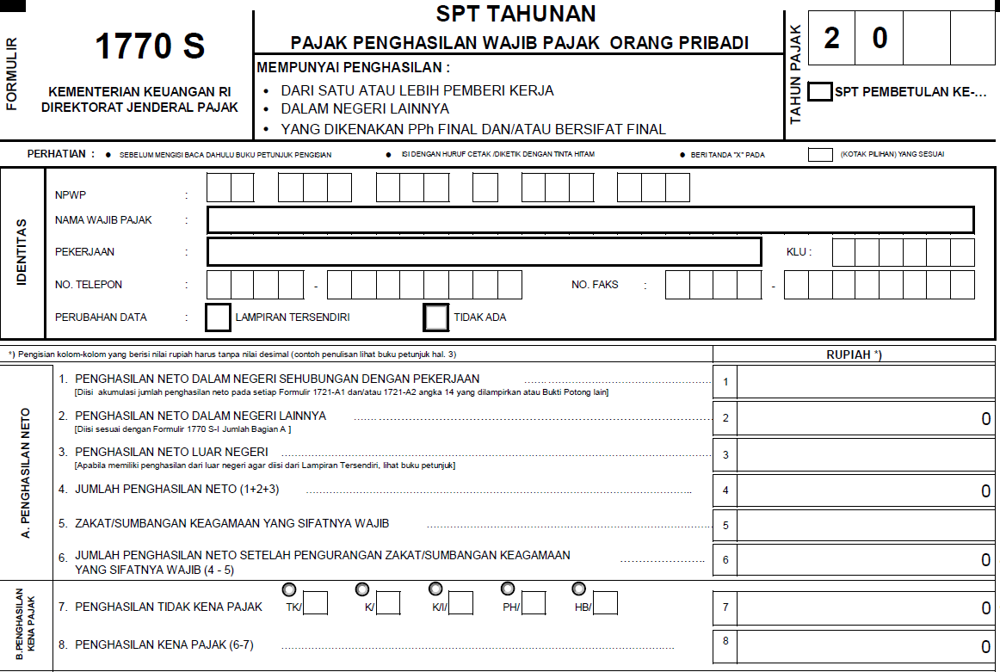 FORMULIR
1770 S
KEMENTERIAN KEUANGAN RI
DIREKTORAT JENDERAL PAJAK
SPT TAHUNAN
PAJAK PENGHASILAN WAJIB PAJAK ORANG PRIBADI
MEMPUNYAI PENGHASILAN :
• DARI SATU ATAU LEBIH PEMBERI KERJA
• DALAM NEGERI LAINNYA
• YANG DIKENAKAN PPh FINAL DAN/ATAU BERSIFAT FINAL
TAHUN PAJAK
2 0
SPT PEMBETULAN KE-…
PERHATIAN : • SEBELUM MENGISI BACA DAHULU BUKU PETUNJUK PENGISIAN • ISI DENGAN HURUF CETAK /DIKETIK DENGAN TINTA HITAM • BERI TANDA "X" PADA (KOTAK PILIHAN) YANG SESUAI
IDENTITAS
NPWP :
NAMA WAJIB PAJAK :
PEKERJAAN : KLU :
NO. TELEPON : - NO. FAKS : -
PERUBAHAN DATA : LAMPIRAN TERSENDIRI TIDAK ADA
*) Pengisian kolom-kolom yang berisi nilai rupiah harus tanpa nilai desimal (contoh penulisan lihat buku petunjuk hal. 3) RUPIAH *)
A. PENGHASILAN NETO
1. PENGHASILAN NETO DALAM NEGERI SEHUBUNGAN DENGAN PEKERJAAN ………………………………………… 1
[Diisi akumulasi jumlah penghasilan neto pada setiap Formulir 1721-A1 dan/atau 1721-A2 angka 14 yang dilampirkan atau Bukti Potong lain]
2. PENGHASILAN NETO DALAM NEGERI LAINNYA ………………………………………… 2 0
[Diisi sesuai dengan Formulir 1770 S-I Jumlah Bagian A ]
3. PENGHASILAN NETO LUAR NEGERI ………………………………………… 3
[Apabila memiliki penghasilan dari luar negeri agar diisi dari Lampiran Tersendiri, lihat buku petunjuk]
4. JUMLAH PENGHASILAN NETO (1+2+3) ………………………………………… 4 0
5. ZAKAT/SUMBANGAN KEAGAMAAN YANG SIFATNYA WAJIB ………………………………………… 5
6. JUMLAH PENGHASILAN NETO SETELAH PENGURANGAN ZAKAT/SUMBANGAN KEAGAMAAN
YANG SIFATNYA WAJIB (4 - 5) …………………….. 6 0
B.PENGHASILAN
KENA PAJAK
7. PENGHASILAN TIDAK KENA PAJAK TK/ K/ K/I/ PH/ HB/ 7 0
8. PENGHASILAN KENA PAJAK (6-7) ………………………………………… 8 0